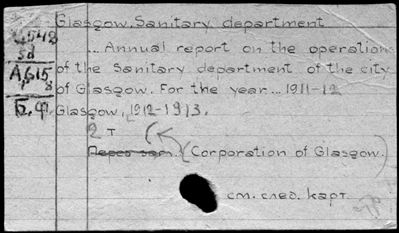 Glasgow. Sanitary department
... Annual report on the operations
of the sanitary department of the city
of Glasgow. For the year ... 1911-12
Glasgow, 1912-1913.
2 т
(Corporation of Glasgow.)
см. след. карт.